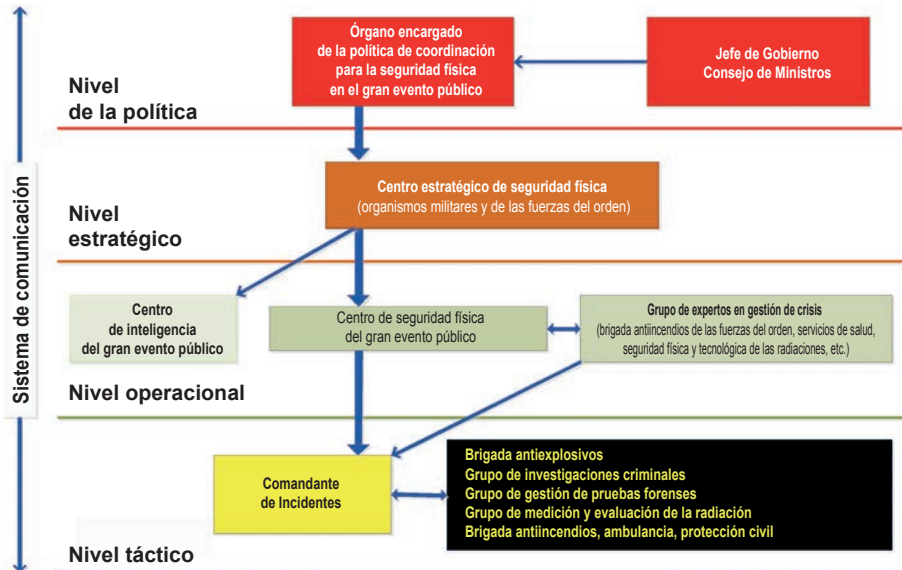 Órgano encargado
de la política de coordinación
para la seguridad física
en el gran evento público
Jefe de Gobierno
Consejo de Ministros
Nivel
de la política
Centro estratégico de seguridad física
(organismos militares y de las fuerzas del orden)
Nivel
estratégico
Sistema de comunicación
Centro
de inteligencia
del gran evento público
Centro de seguridad física
del gran evento público
Grupo de expertos en gestión de crisis
(brigada antiincendios de las fuerzas del orden, servicios de salud,
seguridad física y tecnológica de las radiaciones, etc.)
Nivel operacional
Comandante
de Incidentes
Brigada antiexplosivos
Grupo de investigaciones criminales
Grupo de gestión de pruebas forenses
Grupo de medición y evaluación de la radiación
Brigada antiincendios, ambulancia, protección civil
Nivel táctico